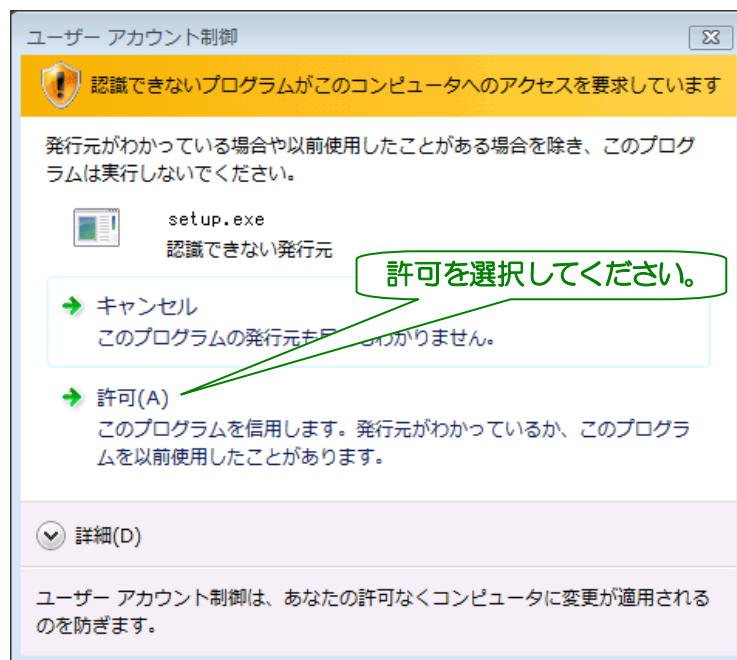 ユーザー アカウント制御
認識できないプログラムがこのコンピュータへのアクセスを要求しています
発行元がわかっている場合や以前使用したことがある場合を除き、このプログ
ラムは実行しないでください。
setup.exe
認識できない発行元
許可を選択してください。
キャンセル
このプログラムの発行元も わかりません。
許可(A)
このプログラムを信用します。発行元がわかっているか、このプログラ
ムを以前使用したことがあります。
詳細(D)
ユーザー アカウント制御は、あなたの許可なくコンピュータに変更が適用される
のを防ぎます。